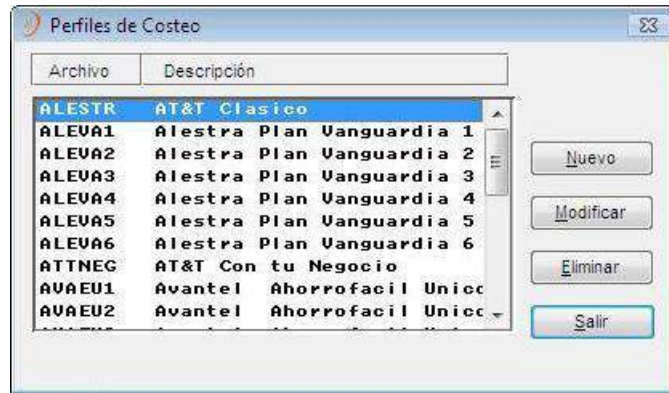 Perfiles de Costeo
Archivo Descripción
ALESTR AT&T Clasico
ALEVA1 Alestra Plan Vanguardia 1
ALEVA2 Alestra Plan Vanguardia 2
ALEVA3 Alestra Plan Vanguardia 3
ALEVA4 Alestra Plan Vanguardia 4
ALEVA5 Alestra Plan Vanguardia 5
ALEVA6 Alestra Plan Vanguardia 6
ATTNEG AT&T Con tu Negocio
AVAEU1 Avantel Ahorrofacil Unico
AVAEU2 Avantel Ahorrofacil Unico
Nuevo
Modificar
Eliminar
Salir